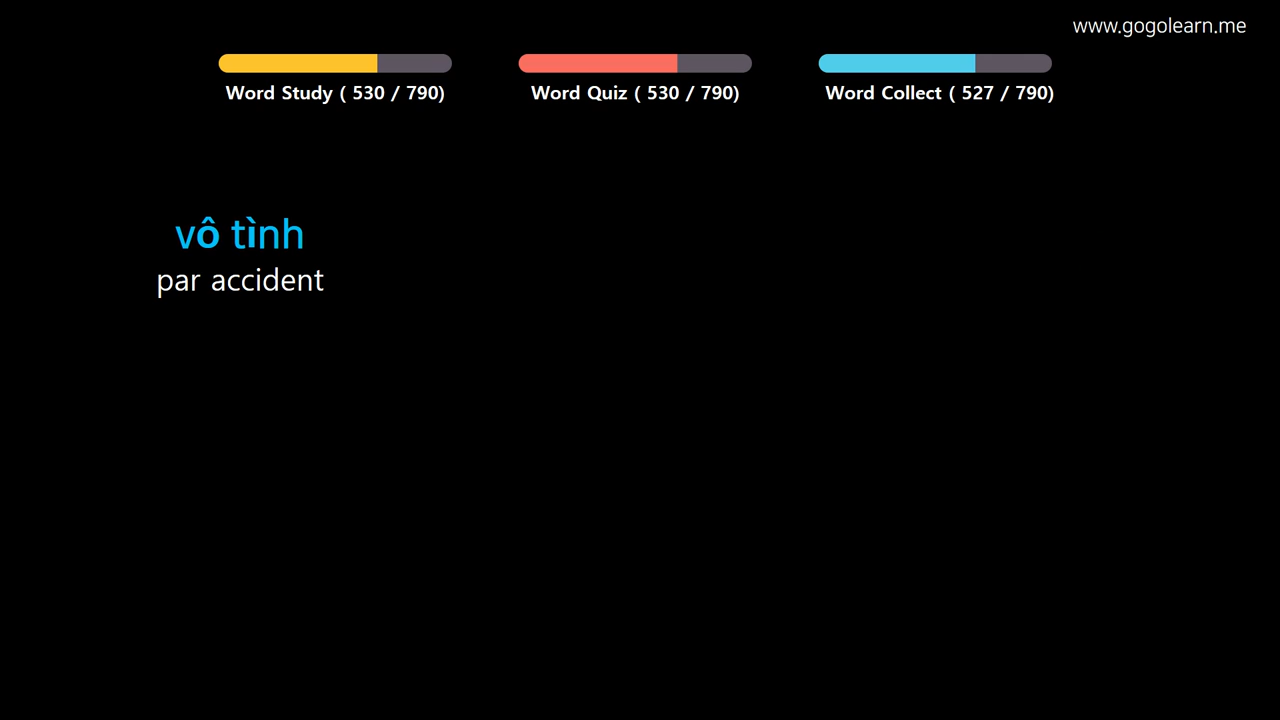 www.gogolearn.me
Word Study ( 530 / 790)
Word Quiz ( 530 / 790)
Word Collect ( 527 / 790)
vô tình
par accident